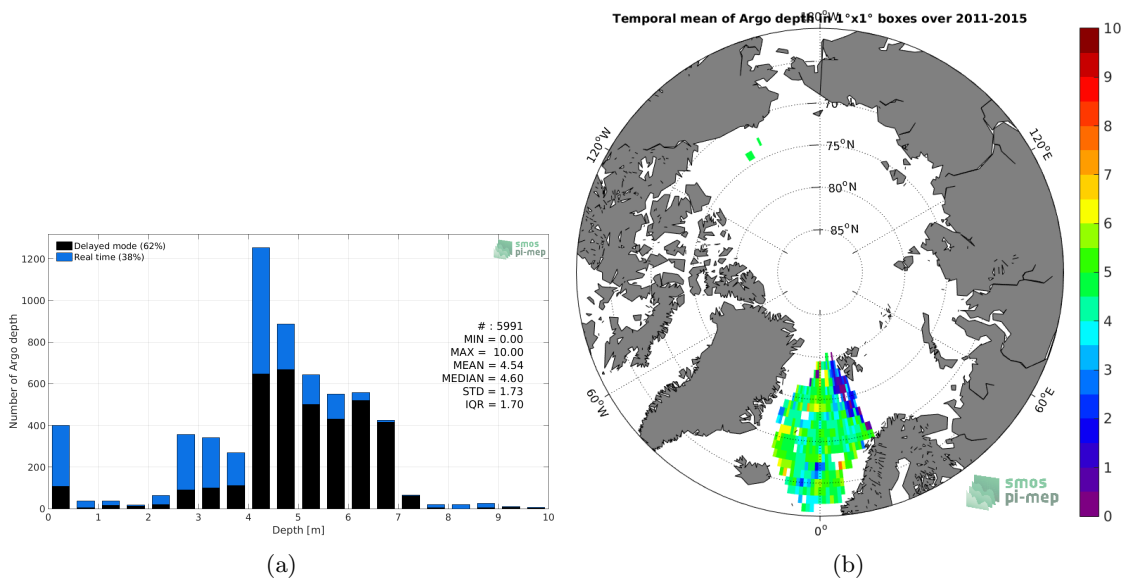 Delayed mode (62%)
Real time (38%)
smos
pi-mep
Number of Argo depth
1200
1000
800
600
400
200
0
# : 5991
MIN = 0.00
MAX = 10.00
MEAN = 4.54
MEDIAN = 4.60
STD = 1.73
IQR = 1.70
0 1 2 3 4 5 6 7 8 9 10
Depth [m]
(a)
Temporal mean of Argo depth in 1°x1° boxes over 2011-2015
180°W
120°W
120°E
70°N
75°N
80°N
85°N
60°W
60°E
0°
smos
pi-mep
10
9
8
7
6
5
4
3
2
1
0
(b)